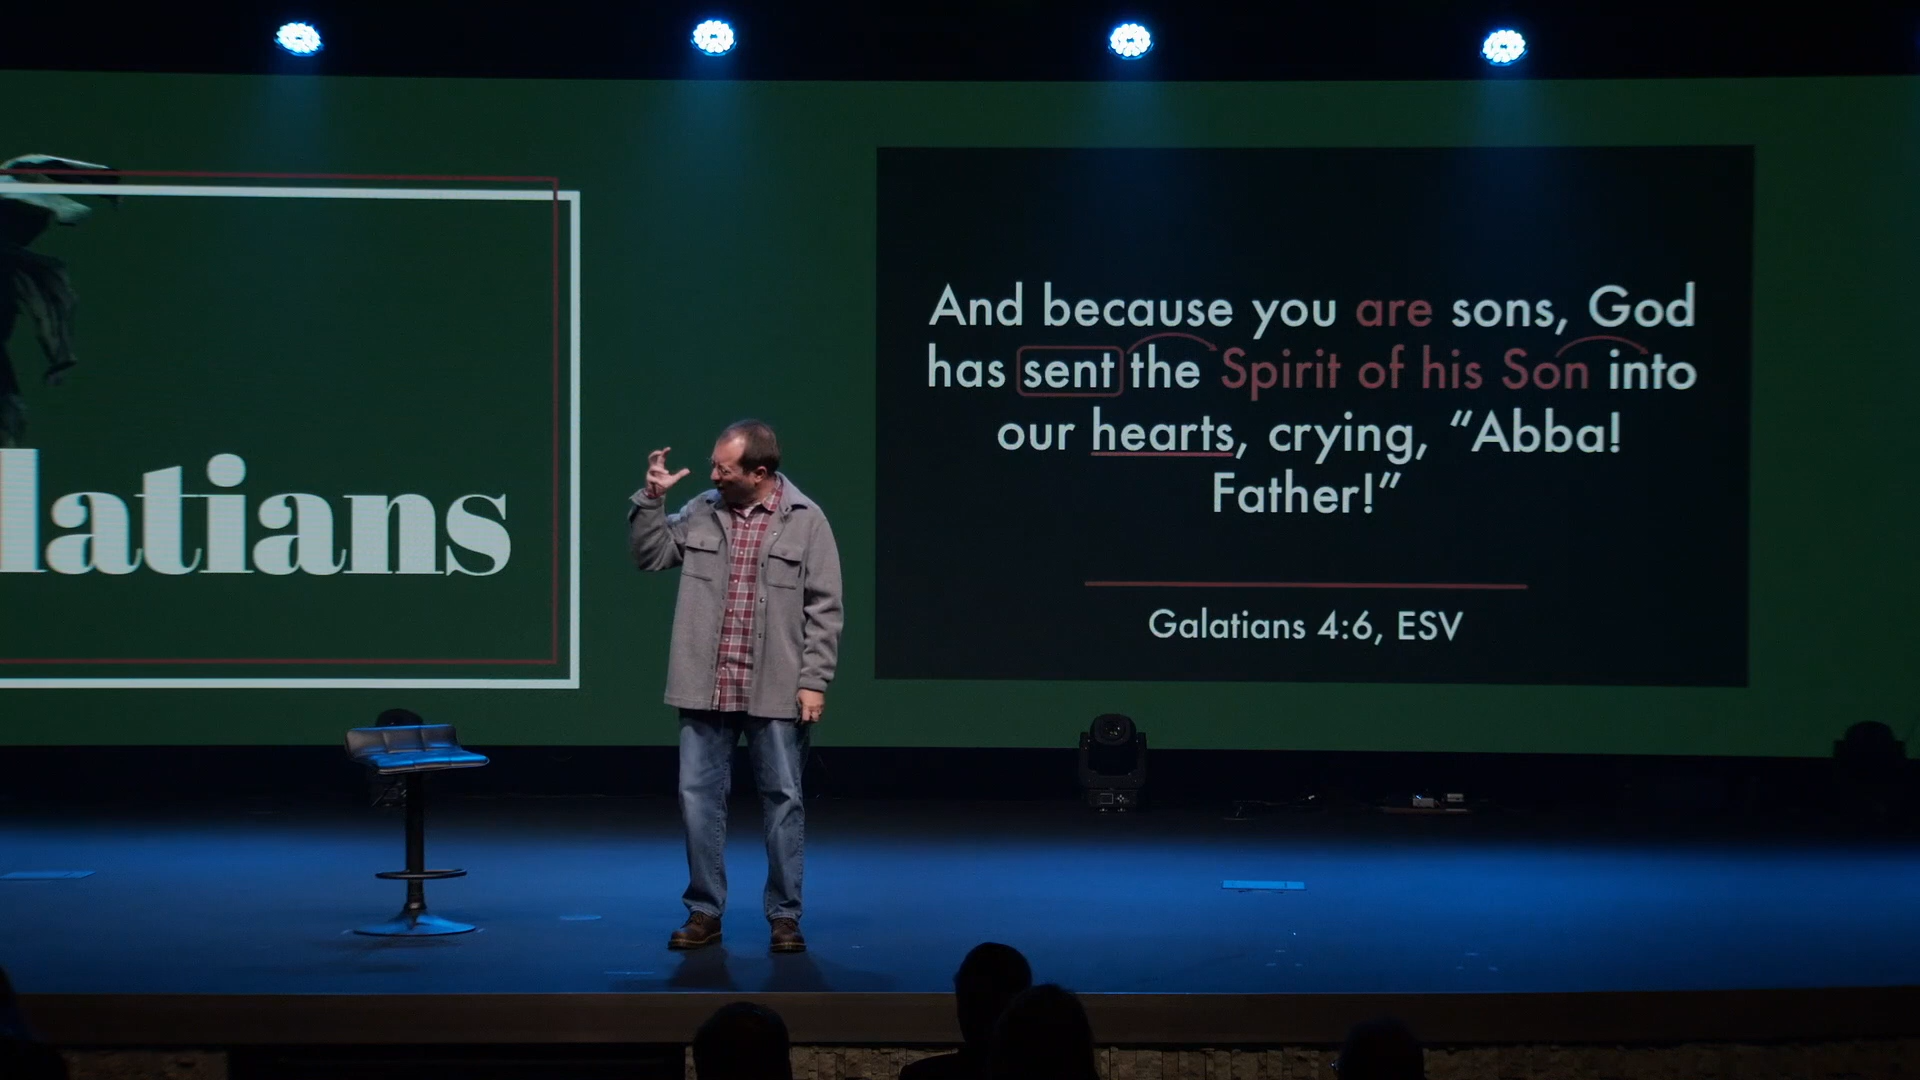 latians
And because you are sons, God
has sent the Spirit of his Son into
our hearts, crying, “Abba!
Father!”
Galatians 4:6, ESV